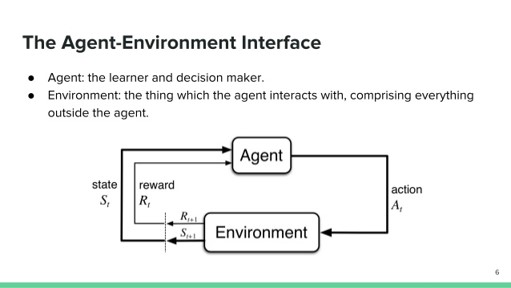 The Agent-Environment Interface
● Agent: the learner and decision maker.
● Environment: the thing which the agent interacts with, comprising everything
outside the agent.
Agent
state
S_t
reward
R_t
action
A_t
R_{t+1}
S_{t+1}
Environment
6